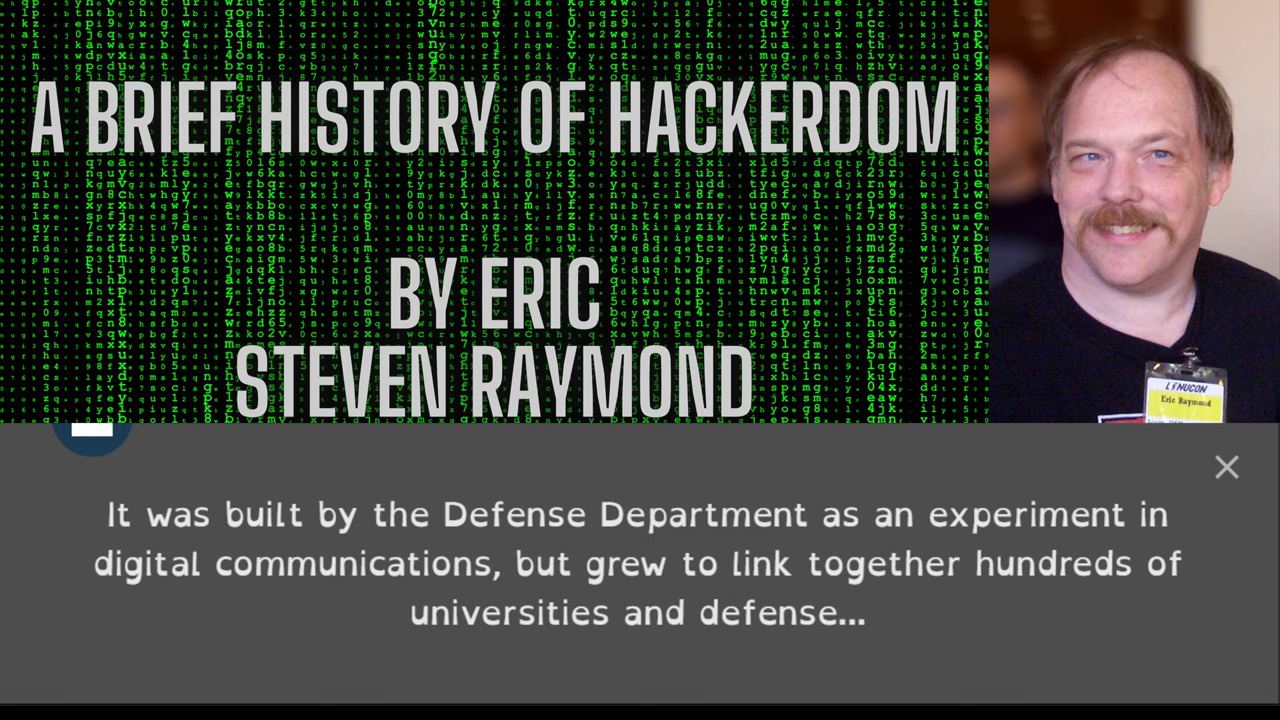 A BRIEF HISTORY OF HACKERDOM
BY ERIC
STEVEN RAYMOND
LINUCON
Eric Raymond
It was built by the Defense Department as an experiment in
digital communications, but grew to link together hundreds of
universities and defense...